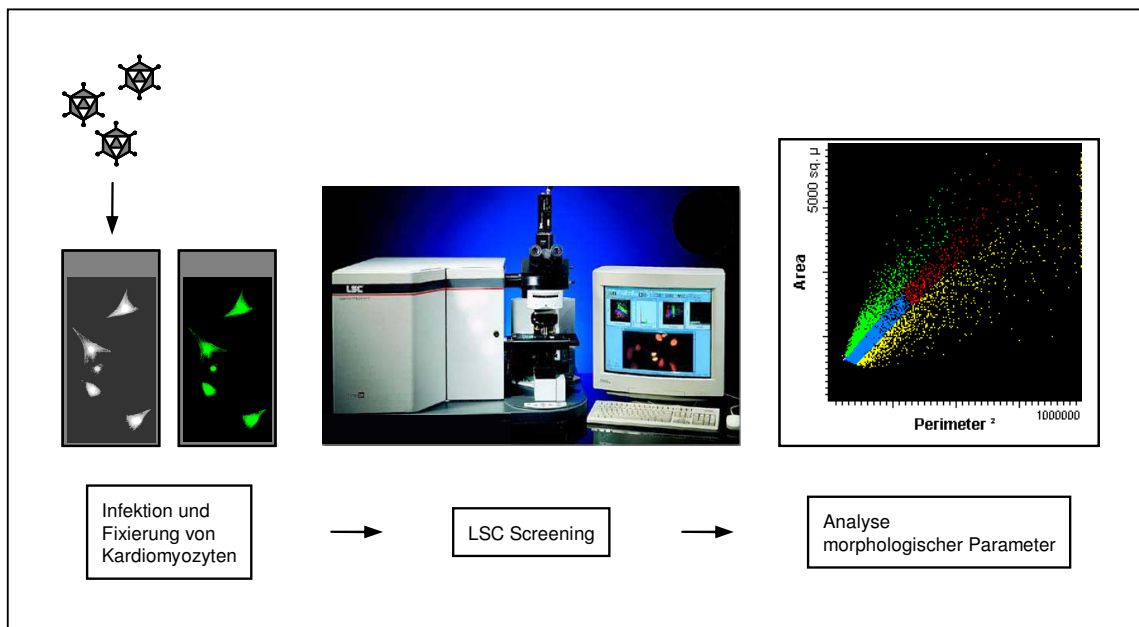 LSC
5000 sq. µ
Area
Perimeter ²
1000000
Infektion und
Fixierung von
Kardiomyozyten
LSC Screening
Analyse
morphologischer Parameter